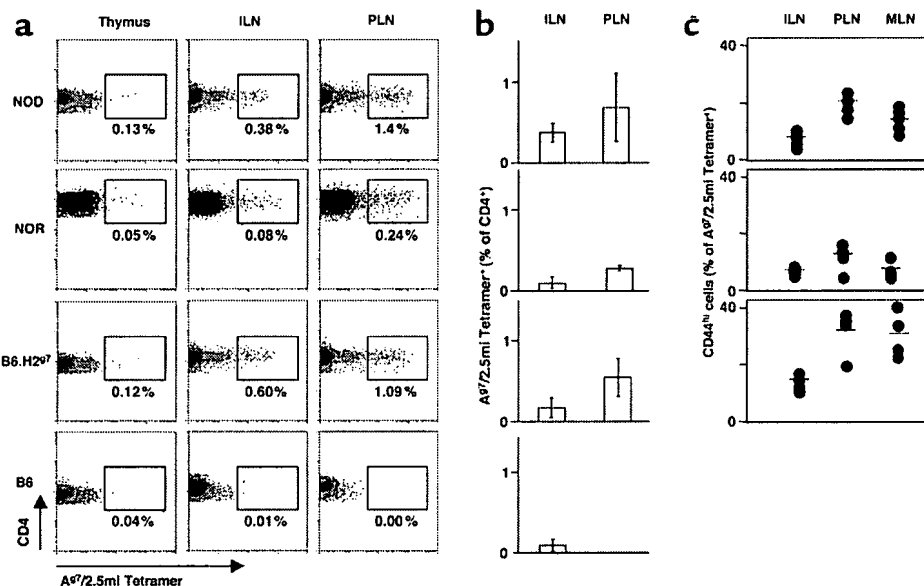 a
Thymus ILN PLN
NOD
0.13% 0.38% 1.4%
NOR
0.05% 0.08% 0.24%
B6.H2g7
0.12% 0.60% 1.09%
B6
0.04% 0.01% 0.00%
CD4
Ag7/2.5mI Tetramer
b
ILN PLN
1
0
1
0
1
0
1
0
Ag7/2.5mI Tetramer+ (% of CD4+)
c
ILN PLN MLN
40
0
40
0
40
0
CD44hi cells (% of Ag7/2.5mI Tetramer+)